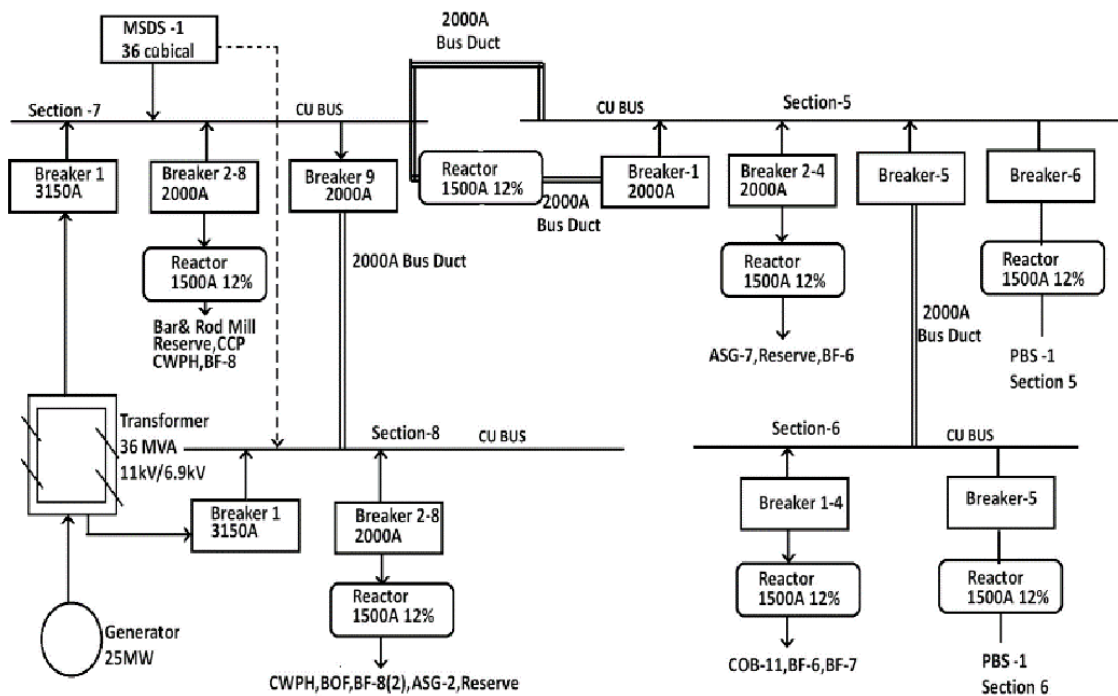 MSDS -1
36 cubical
2000A
Bus Duct
Section -7
CU BUS
CU BUS
Section-5
Breaker 1
3150A
Breaker 2-8
2000A
Breaker 9
2000A
Reactor
1500A 12%
Breaker-1
2000A
Breaker 2-4
2000A
Breaker-5
Breaker-6
2000A
Bus Duct
Reactor
1500A 12%
2000A Bus Duct
Reactor
1500A 12%
Reactor
1500A 12%
2000A
Bus Duct
Bar& Rod Mill
Reserve,CCP
CWPH,BF-8
ASG-7,Reserve,BF-6
PBS -1
Section 5
Transformer
36 MVA
11kV/6.9kV
Section-8
CU BUS
Section-6
CU BUS
Breaker 1
3150A
Breaker 2-8
2000A
Breaker 1-4
Breaker-5
Reactor
1500A 12%
Reactor
1500A 12%
Reactor
1500A 12%
Generator
25MW
CWPH,BOF,BF-8(2),ASG-2,Reserve
COB-11,BF-6,BF-7
PBS -1
Section 6